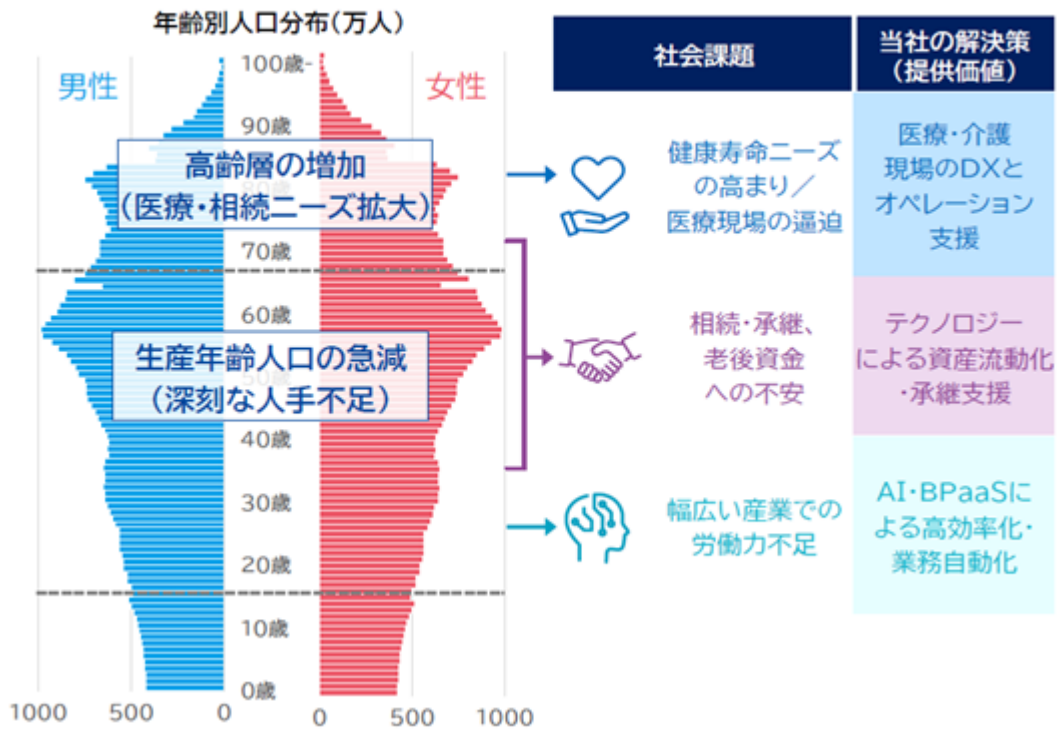 年齢別人口分布(万人)
男性
女性
100歳-
90歳
高齢層の増加
(医療・相続ニーズ拡大)
70歳
60歳
生産年齢人口の急減
(深刻な人手不足)
40歳
30歳
20歳
10歳
0歳
1000
500
0
0
500
1000
社会課題
当社の解決策
(提供価値)
健康寿命ニーズ
の高まり/
医療現場の逼迫
医療・介護
現場のDXと
オペレーション
支援
相続・承継、
老後資金
への不安
テクノロジー
による資産流動化
・承継支援
幅広い産業での
労働力不足
AI・BPaaSに
よる高効率化・
業務自動化